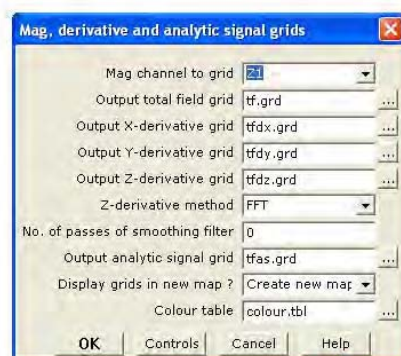 Mag, derivative and analytic signal grids
Mag channel to grid Z1
Output total field grid tf.grd ...
Output X-derivative grid tfdx.grd ...
Output Y-derivative grid tfdy.grd ...
Output Z-derivative grid tfdz.grd ...
Z-derivative method FFT
No. of passes of smoothing filter 0
Output analytic signal grid tfas.grd ...
Display grids in new map ? Create new map
Colour table colour.tbl ...
OK Controls Cancel Help